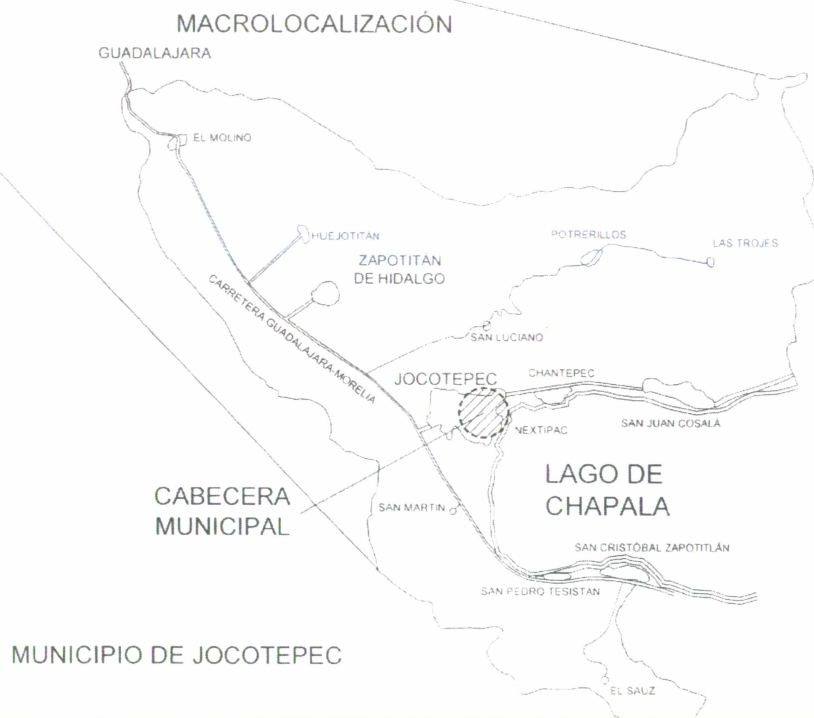 MACROLOCALIZACIÓN
GUADALAJARA
EL MOLINO
HUEJOTITÁN
ZAPOTITAN
DE HIDALGO
POTRERILLOS
LAS TROJES
CARRETERA GUADALAJARA-MORELIA
SAN LUCIANO
JOCOTEPEC
CHANTEPEC
NEXTIPAC
SAN JUAN COSALÁ
LAGO DE
CHAPALA
CABECERA
MUNICIPAL
SAN MARTIN
SAN CRISTÓBAL ZAPOTITLÁN
SAN PEDRO TESISTÁN
MUNICIPIO DE JOCOTEPEC
EL SAUZ